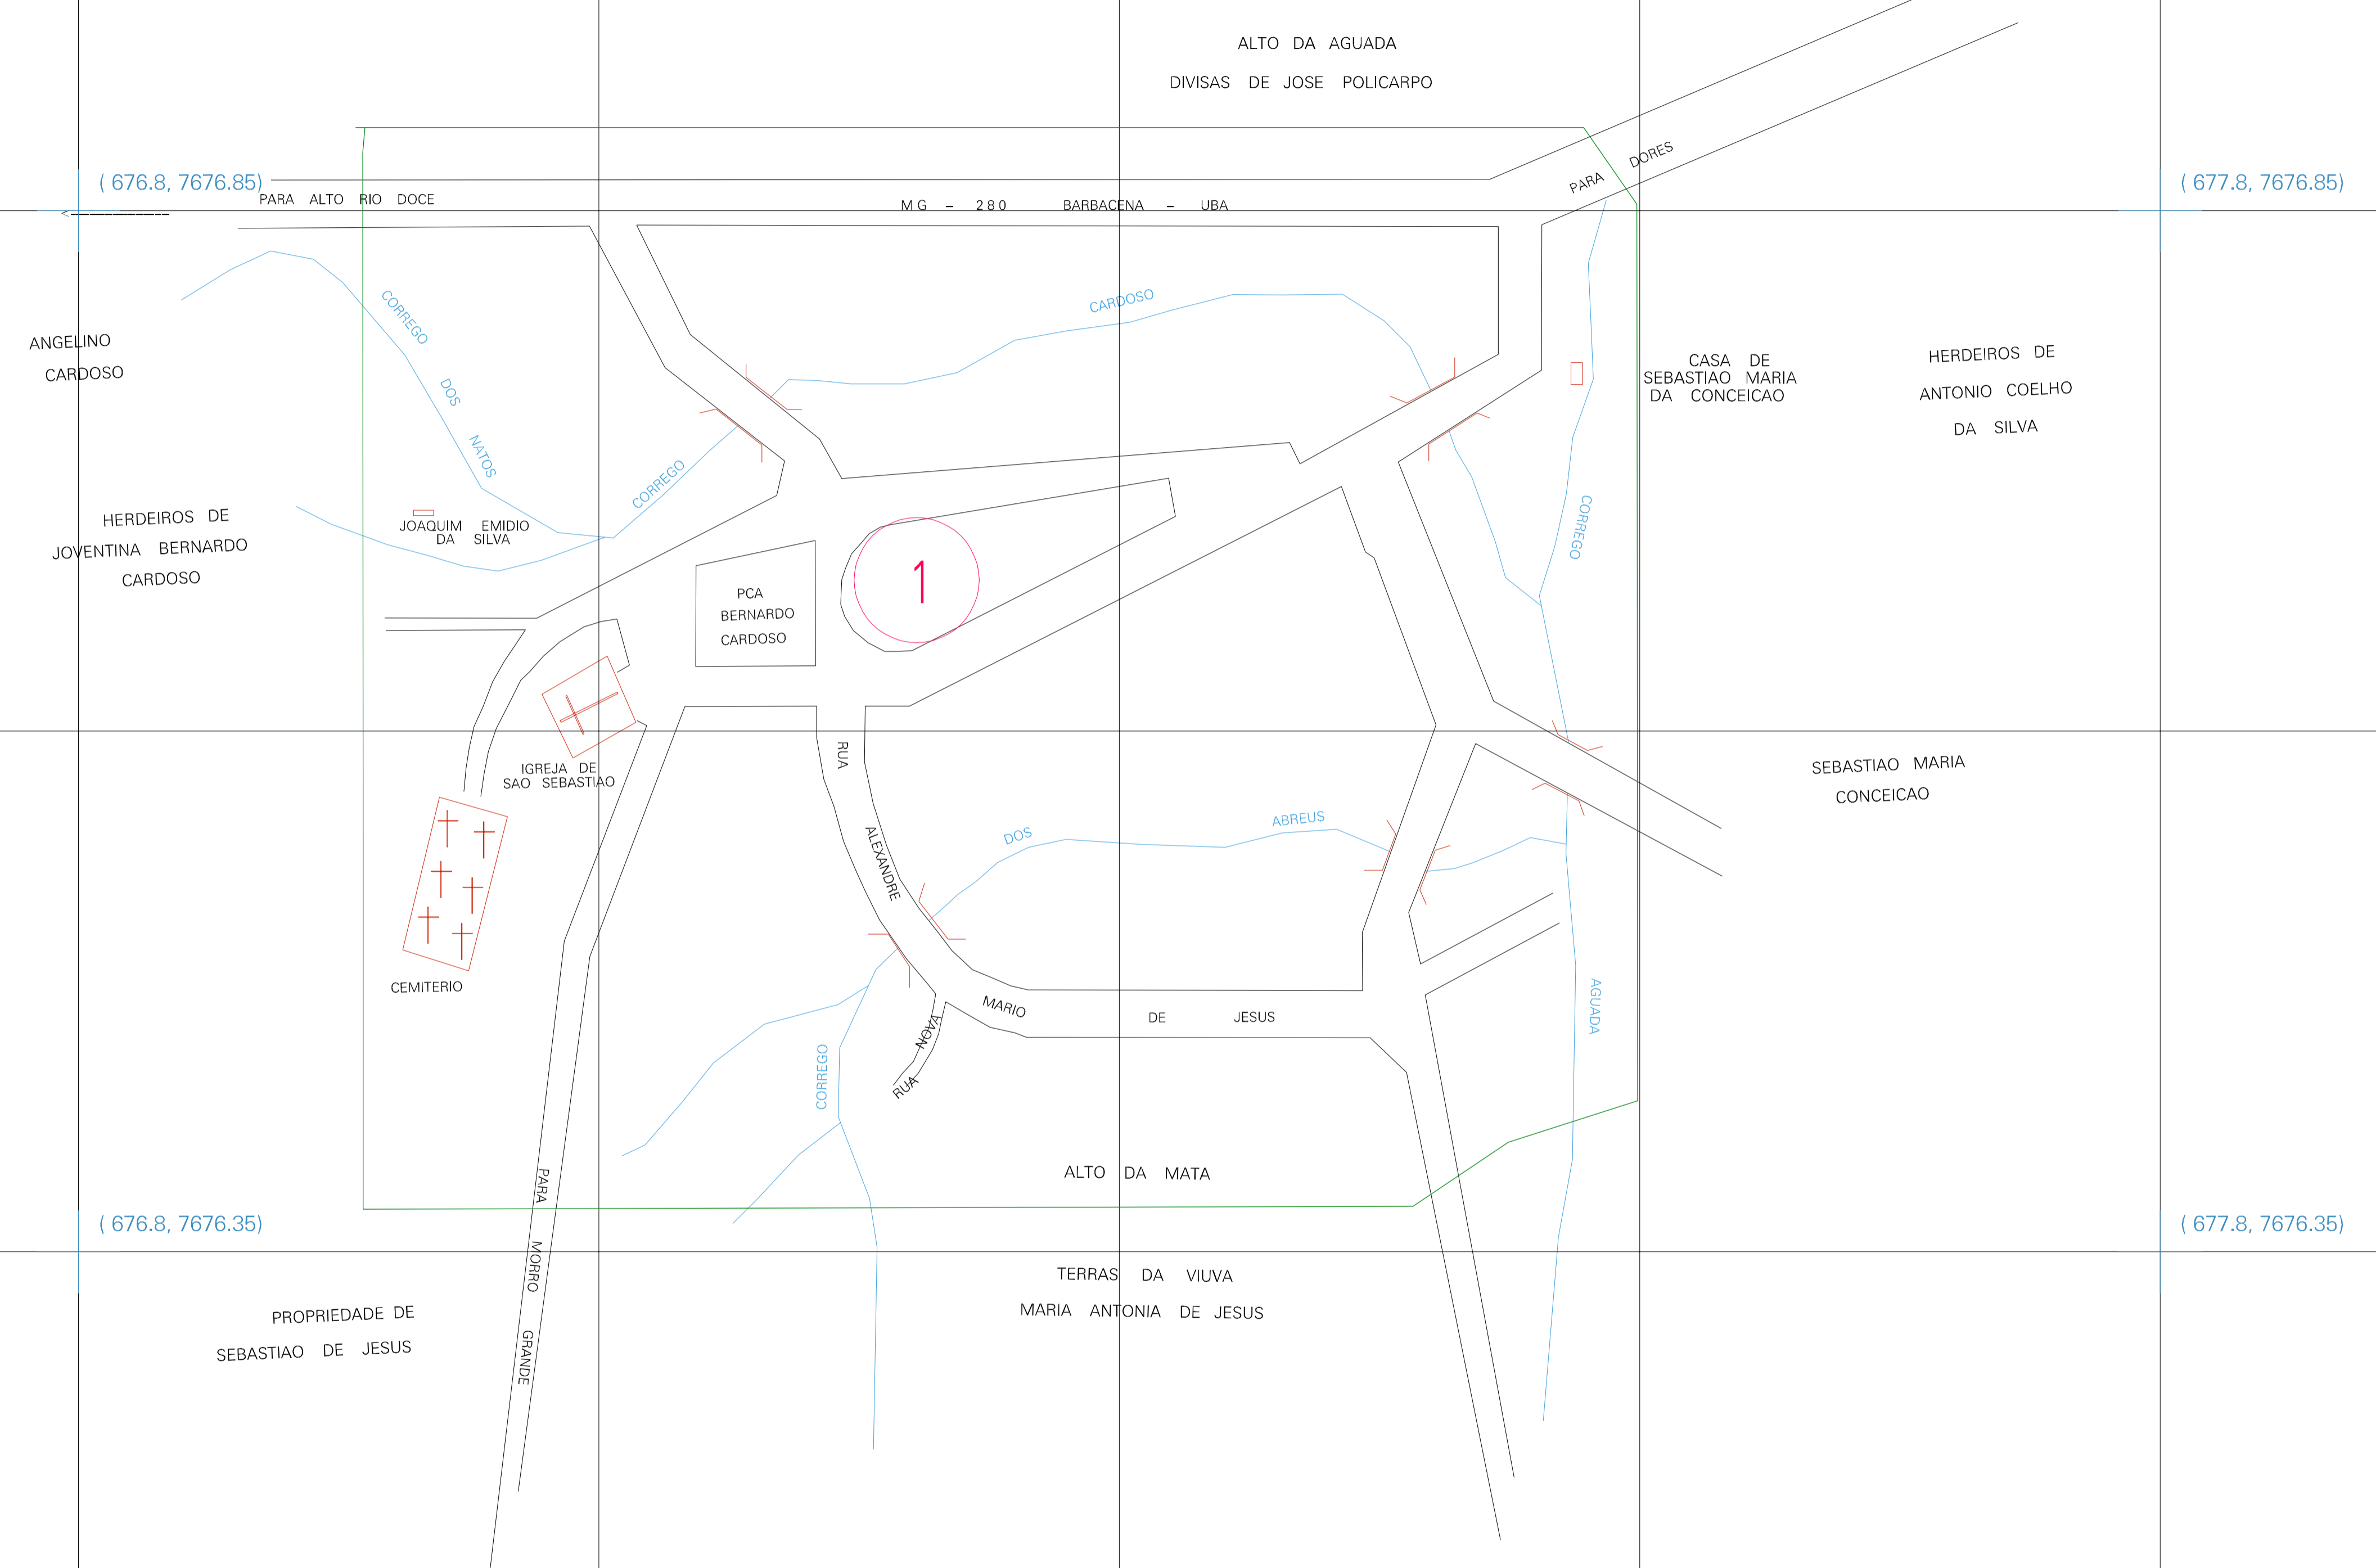 ALTO DA AGUADA
DIVISAS DE JOSE POLICARPO
PARA DORES
( 676.8, 7676.85)
( 677.8, 7676.85)
PARA ALTO RIO DOCE
<----------------
MG - 280 BARBACENA - UBA
CORREGO DOS NATOS
CARDOSO
ANGELINO
CARDOSO
CASA DE
SEBASTIAO MARIA
DA CONCEICAO
HERDEIROS DE
ANTONIO COELHO
DA SILVA
CORREGO
CORREGO
HERDEIROS DE
JOVENTINA BERNARDO
CARDOSO
JOAQUIM EMIDIO
DA SILVA
PCA
BERNARDO
CARDOSO
1
IGREJA DE
SAO SEBASTIAO
RUA ALEXANDRE MARIO DE JESUS
SEBASTIAO MARIA
CONCEICAO
DOS ABREUS
CEMITERIO
AGUADA
RUA NOVA
CORREGO
ALTO DA MATA
PARA MORRO GRANDE
( 676.8, 7676.35)
( 677.8, 7676.35)
TERRAS DA VIUVA
MARIA ANTONIA DE JESUS
PROPRIEDADE DE
SEBASTIAO DE JESUS